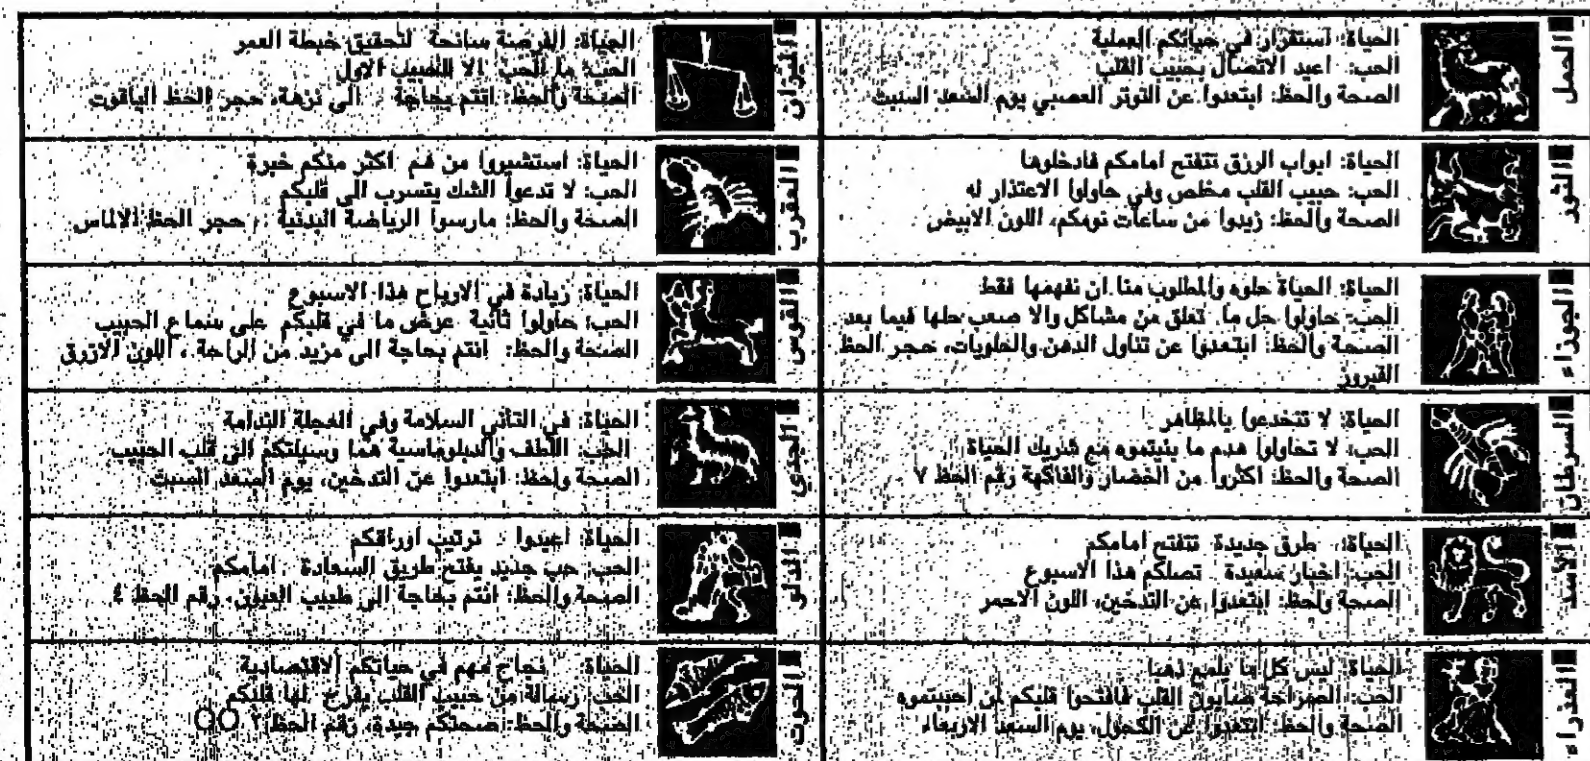 الحمل
الحياة: استقرار في حياتكم العملية
الحب: اعيد الاتصال بحبيب القلب
الصحة والحظ: ابتعدوا عن التوتر العصبي يوم السعد السبت
الثور
الحياة: ابواب الرزق تتفتح امامكم فادخلوها
الحب: حبيب القلب مخلص وفي حاولوا الاعتذار له
الصحة والحظ: زيدوا من ساعات نومكم، اللون الابيض
الجوزاء
الحياة: الحياة حلوه والمطلوب منا ان نفهمها فقط
الحب: حاولوا حل ما تعلق من مشاكل والا صعب حلها فيما بعد
الصحة والحظ: ابتعدوا عن تناول الدهن والحلويات، حجر الحظ
الفيروز
السرطان
الحياة: لا تنخدعوا بالمظاهر
الحب: لا تحاولوا هدم ما بنيتموه مع شريك الحياة
الصحة والحظ: اكثروا من الخضار والفاكهة رقم الحظ ٧
الأسد
الحياة: طرق جديدة تتفتح امامكم
الحب: اخبار سعيدة تصلكم هذا الاسبوع
الصحة ولحظ: ابتعدوا عن التدخين، اللون الاحمر
العذراء
الحياة: ليس كل ما يلمع ذهبا
الحب: الصراحة صابون القلب فافتحوا قلبكم لمن احببتموه
الصحة والحظ: ابتعدوا عن الكحول، يوم السعد الاربعاء
الميزان
الحياة: الفرصة سانحة لتحقيق خبطة العمر
الحب: ما الحب الا للحبيب الاول
الصحة والحظ: انتم بحاجة الى نزهة، حجر الحظ الياقوت
العقرب
الحياة: استشيروا من هم اكثر منكم خبرة
الحب: لا تدعوا الشك يتسرب الى قلبكم
الصحة والحظ: مارسوا الرياضة البدنية، حجر الحظ الالماس
القوس
الحياة: زيادة في الارباح هذا الاسبوع
الحب: حاولوا ثانية عرض ما في قلبكم على سماع الحبيب
الصحة والحظ: انتم بحاجة الى مزيد من الراحة، اللون الازرق
الجدي
الحياة: في التأني السلامة وفي العجلة الندامة
الحب: اللطف والدبلوماسية هما وسيلتكم الى قلب الحبيب
الصحة ولحظ: ابتعدوا عن التدخين، يوم السعد السبت
الدلو
الحياة: اعيدوا ترتيب اوراقكم
الحب: حب جديد يفتح طريق السعادة امامكم
الصحة والحظ: انتم بحاجة الى طبيب العيون، رقم الحظ ٤
الحوت
الحياة نجاح مهم في حياتكم الاقتصادية
الحب: رسالة من حبيب القلب يفرح لها قلبكم
الصحة والحظ: صحتكم جيدة، رقم الحظ ٢